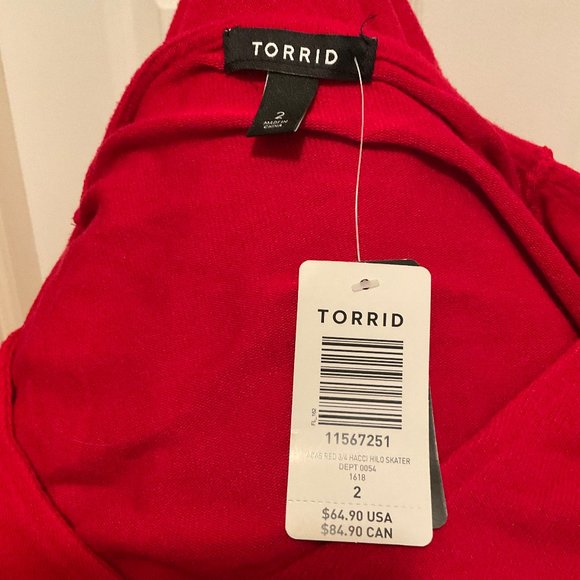 TORRID
2
MADE IN
CHINA
TORRID
FL_152
11567251
RED 3/4 HACCI HILO SKATER
DEPT 0054
1618
2
$64.90 USA
$84.90 CAN